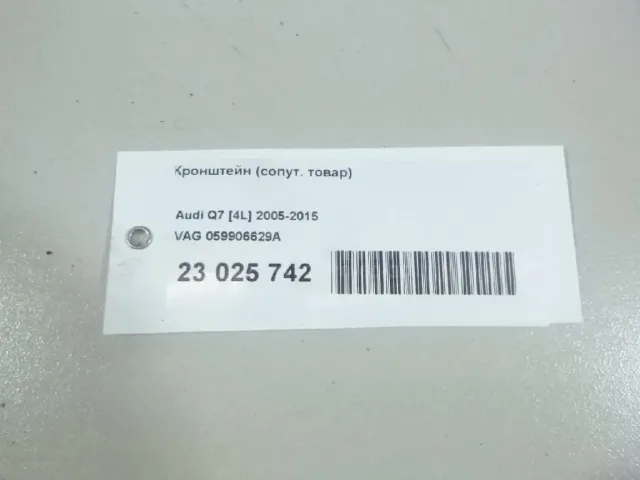 Кронштейн (сопут. товар)
Audi Q7 [4L] 2005-2015
VAG 059906629A
23 025 742